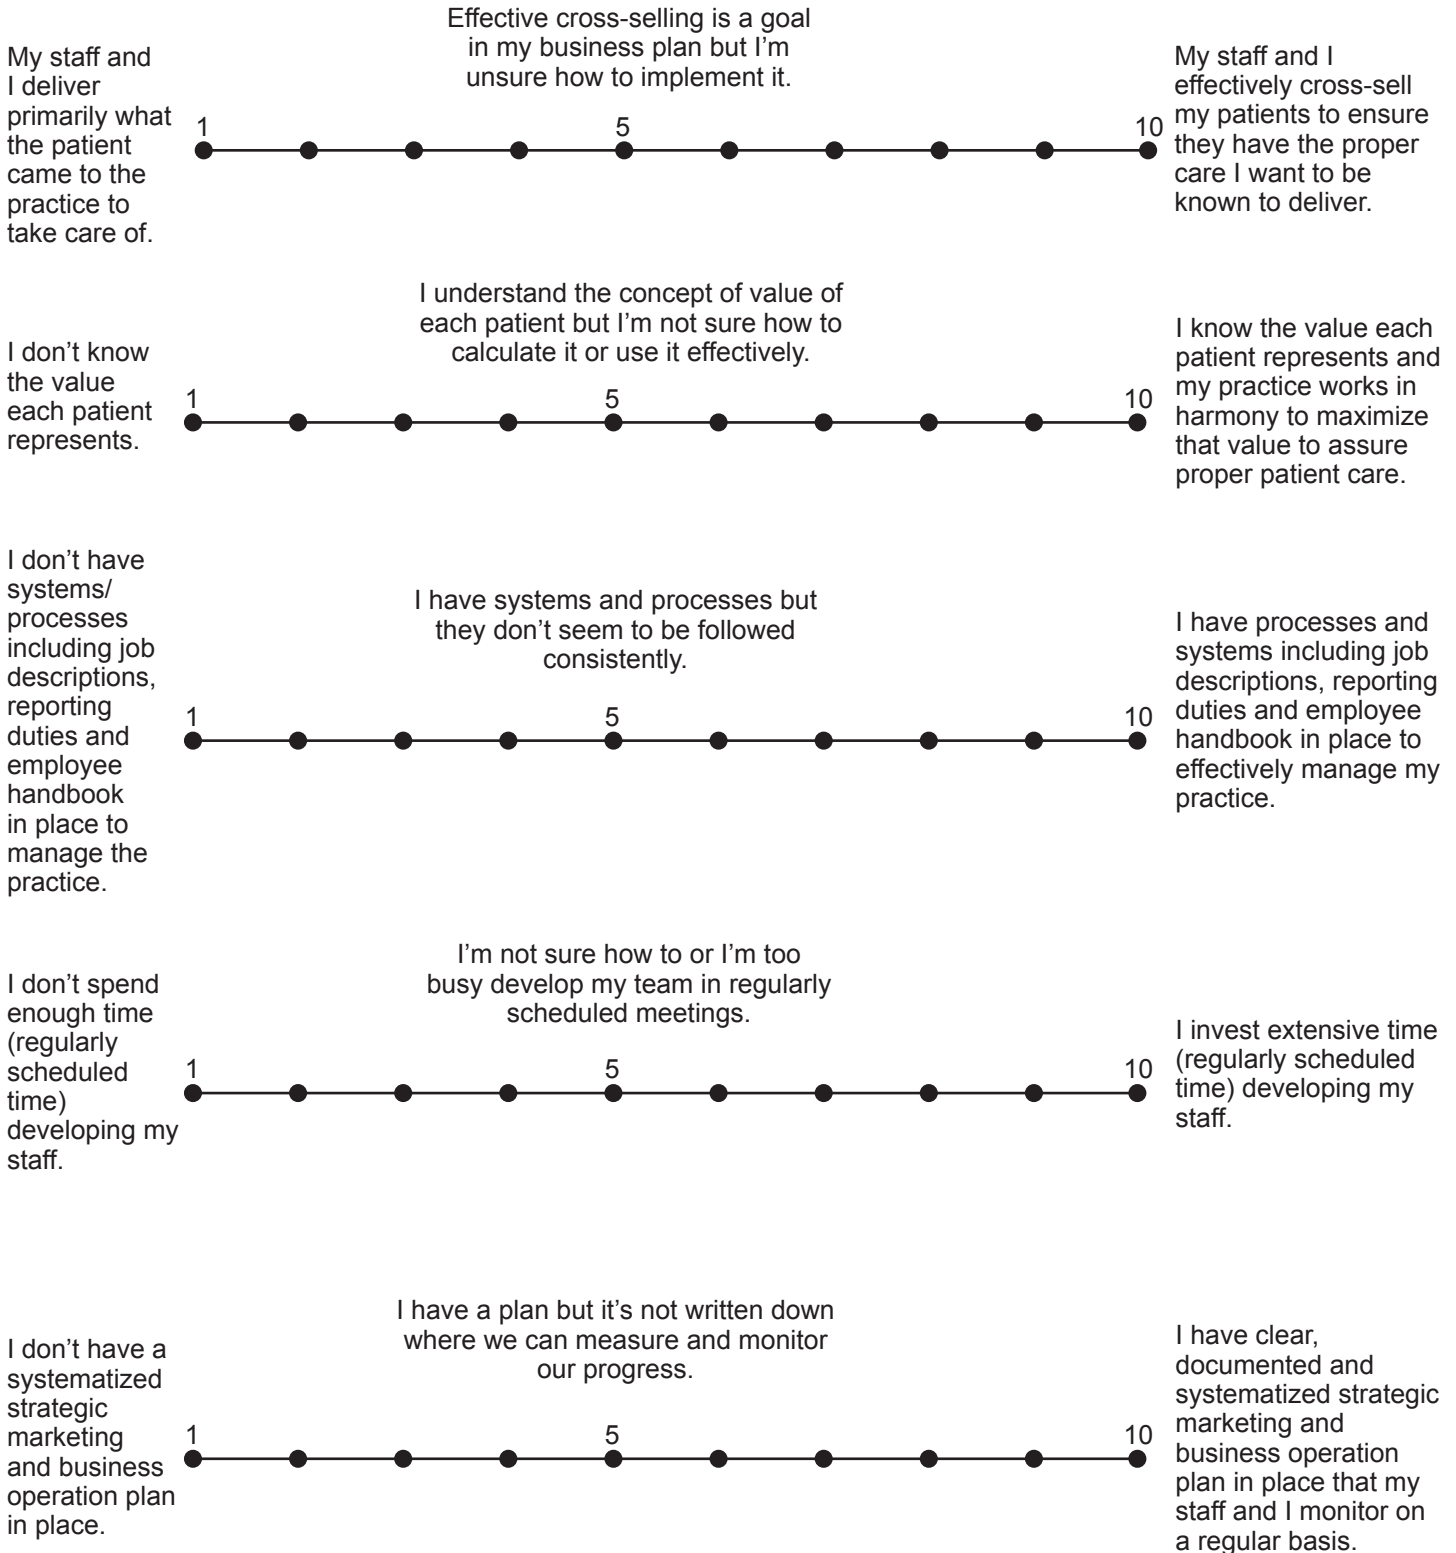 Effective cross-selling is a goal
in my business plan but I'm
unsure how to implement it.
My staff and
I deliver
primarily what
the patient
came to the
practice to
take care of.
1
5
10
My staff and I
effectively cross-sell
my patients to ensure
they have the proper
care I want to be
known to deliver.
I understand the concept of value of
each patient but I'm not sure how to
calculate it or use it effectively.
I don't know
the value
each patient
represents.
1
5
10
I know the value each
patient represents and
my practice works in
harmony to maximize
that value to assure
proper patient care.
I don't have
systems/
processes
including job
descriptions,
reporting
duties and
employee
handbook
in place to
manage the
practice.
I have systems and processes but
they don't seem to be followed
consistently.
1
5
10
I have processes and
systems including job
descriptions, reporting
duties and employee
handbook in place to
effectively manage my
practice.
I'm not sure how to or I'm too
busy develop my team in regularly
scheduled meetings.
I don't spend
enough time
(regularly
scheduled
time)
developing my
staff.
1
5
10
I invest extensive time
(regularly scheduled
time) developing my
staff.
I have a plan but it's not written down
where we can measure and monitor
our progress.
I don't have a
systematized
strategic
marketing
and business
operation plan
in place.
1
5
10
I have clear,
documented and
systematized strategic
marketing and
business operation
plan in place that my
staff and I monitor on
a regular basis.